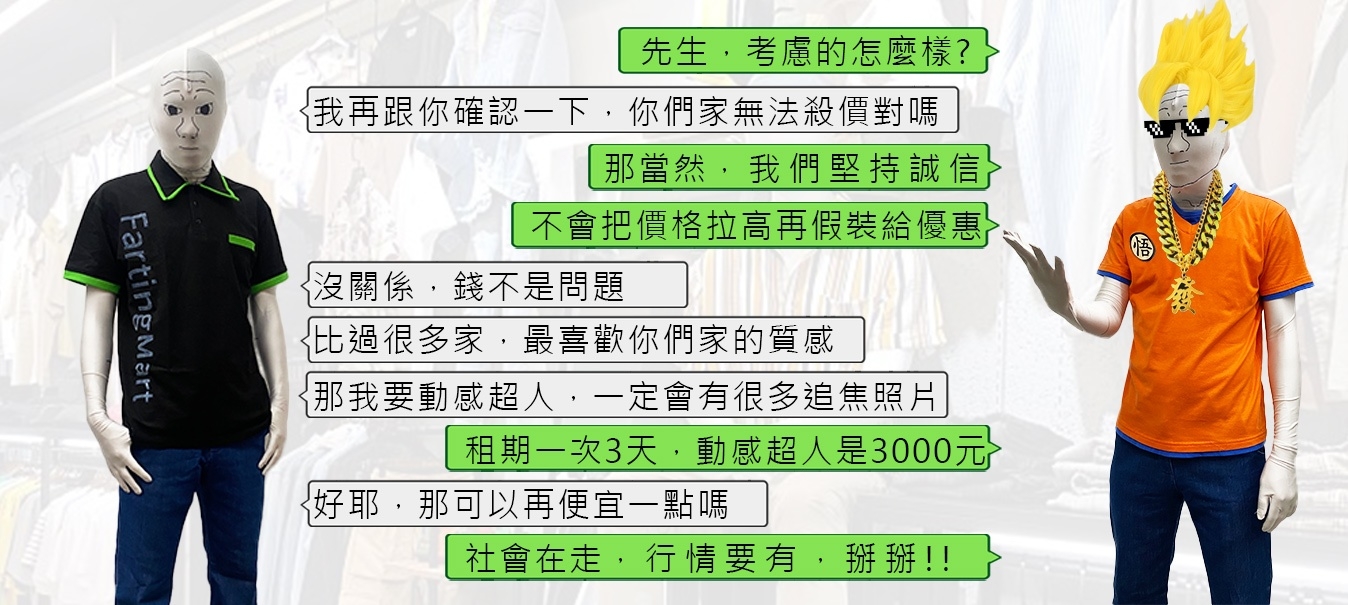 先生，考慮的怎麼樣?
我再跟你確認一下，你們家無法殺價對嗎
那當然，我們堅持誠信
不會把價格拉高再假裝給優惠
沒關係，錢不是問題
比過很多家，最喜歡你們家的質感
那我要動感超人，一定會有很多追焦照片
租期一次3天，動感超人是3000元
好耶，那可以再便宜一點嗎
社會在走，行情要有，掰掰!!
FartingMart
悟
發